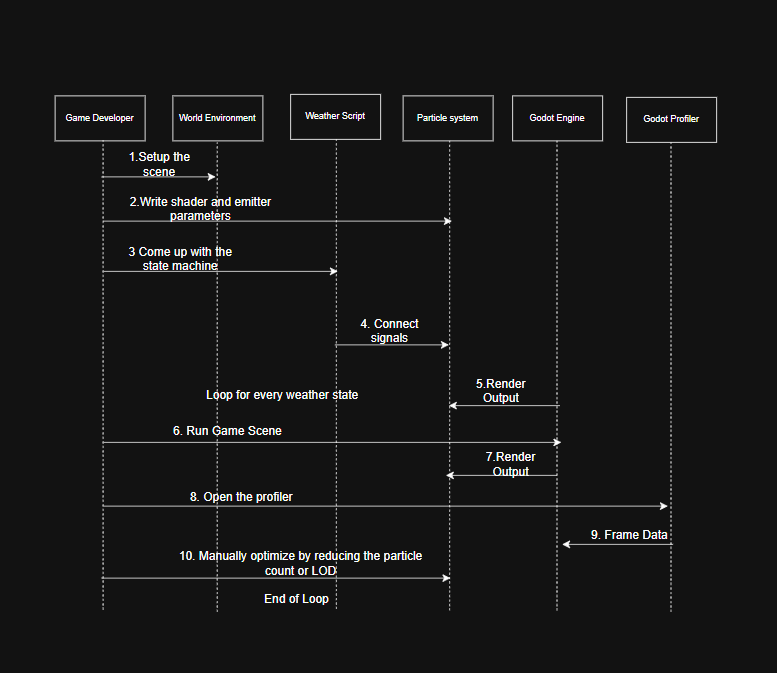 Game Developer
World Environment
Weather Script
Particle system
Godot Engine
Godot Profiler
1.Setup the
scene
2.Write shader and emitter
parameters
3 Come up with the
state machine
4. Connect
signals
5.Render
Output
Loop for every weather state
6. Run Game Scene
7.Render
Output
8. Open the profiler
9. Frame Data
10. Manually optimize by reducing the particle
count or LOD
End of Loop